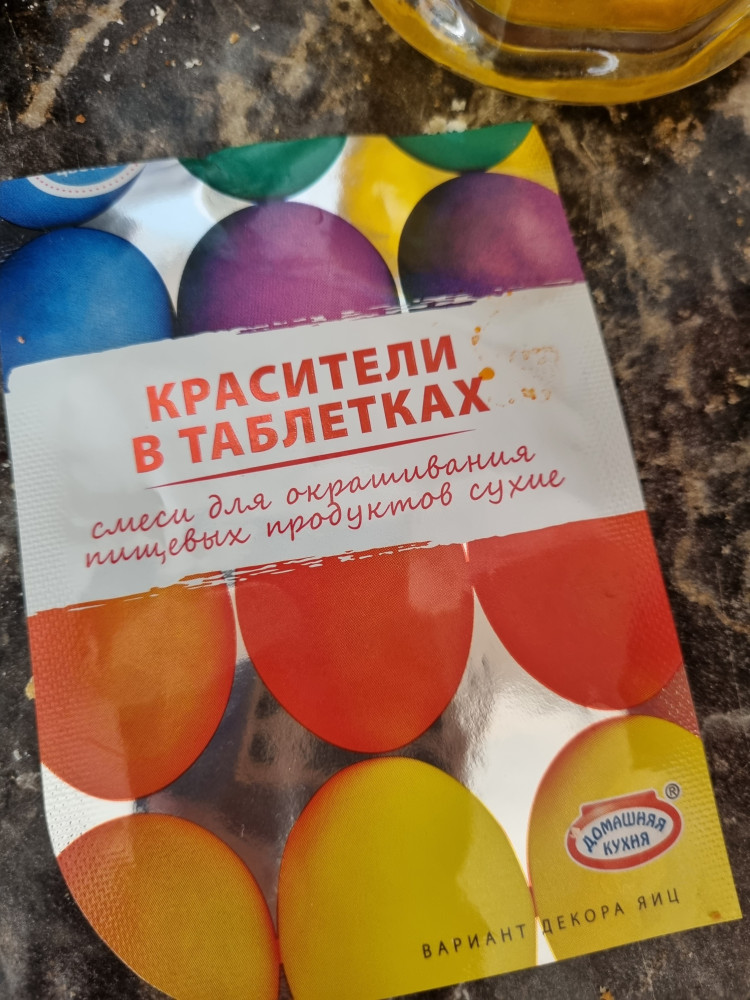 КРАСИТЕЛИ
В ТАБЛЕТКАХ
смеси для окрашивания
пищевых продуктов сухие
ДОМАШНЯЯ
КУХНЯ
®
ВАРИАНТ ДЕКОРА ЯИЦ